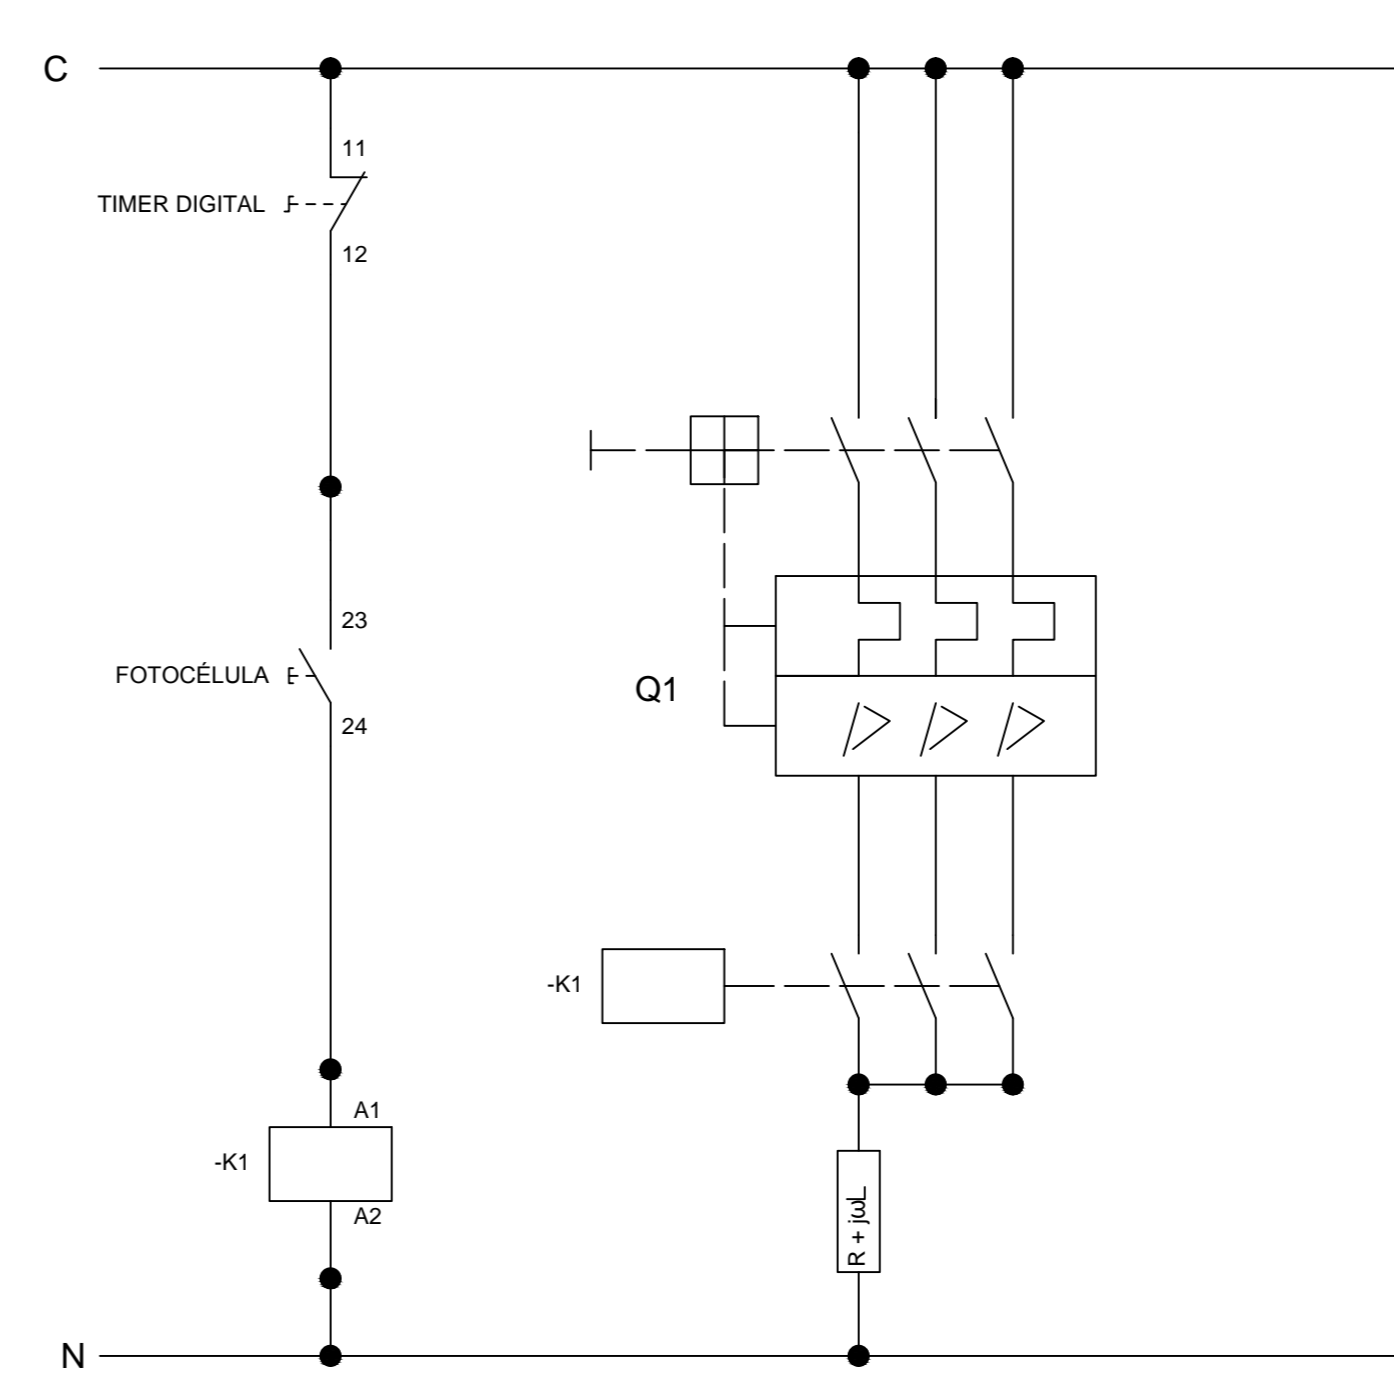 C
11
TIMER DIGITAL
12
23
FOTOCÉLULA
24
Q1
-K1
A1
-K1
A2
R + jωL
N